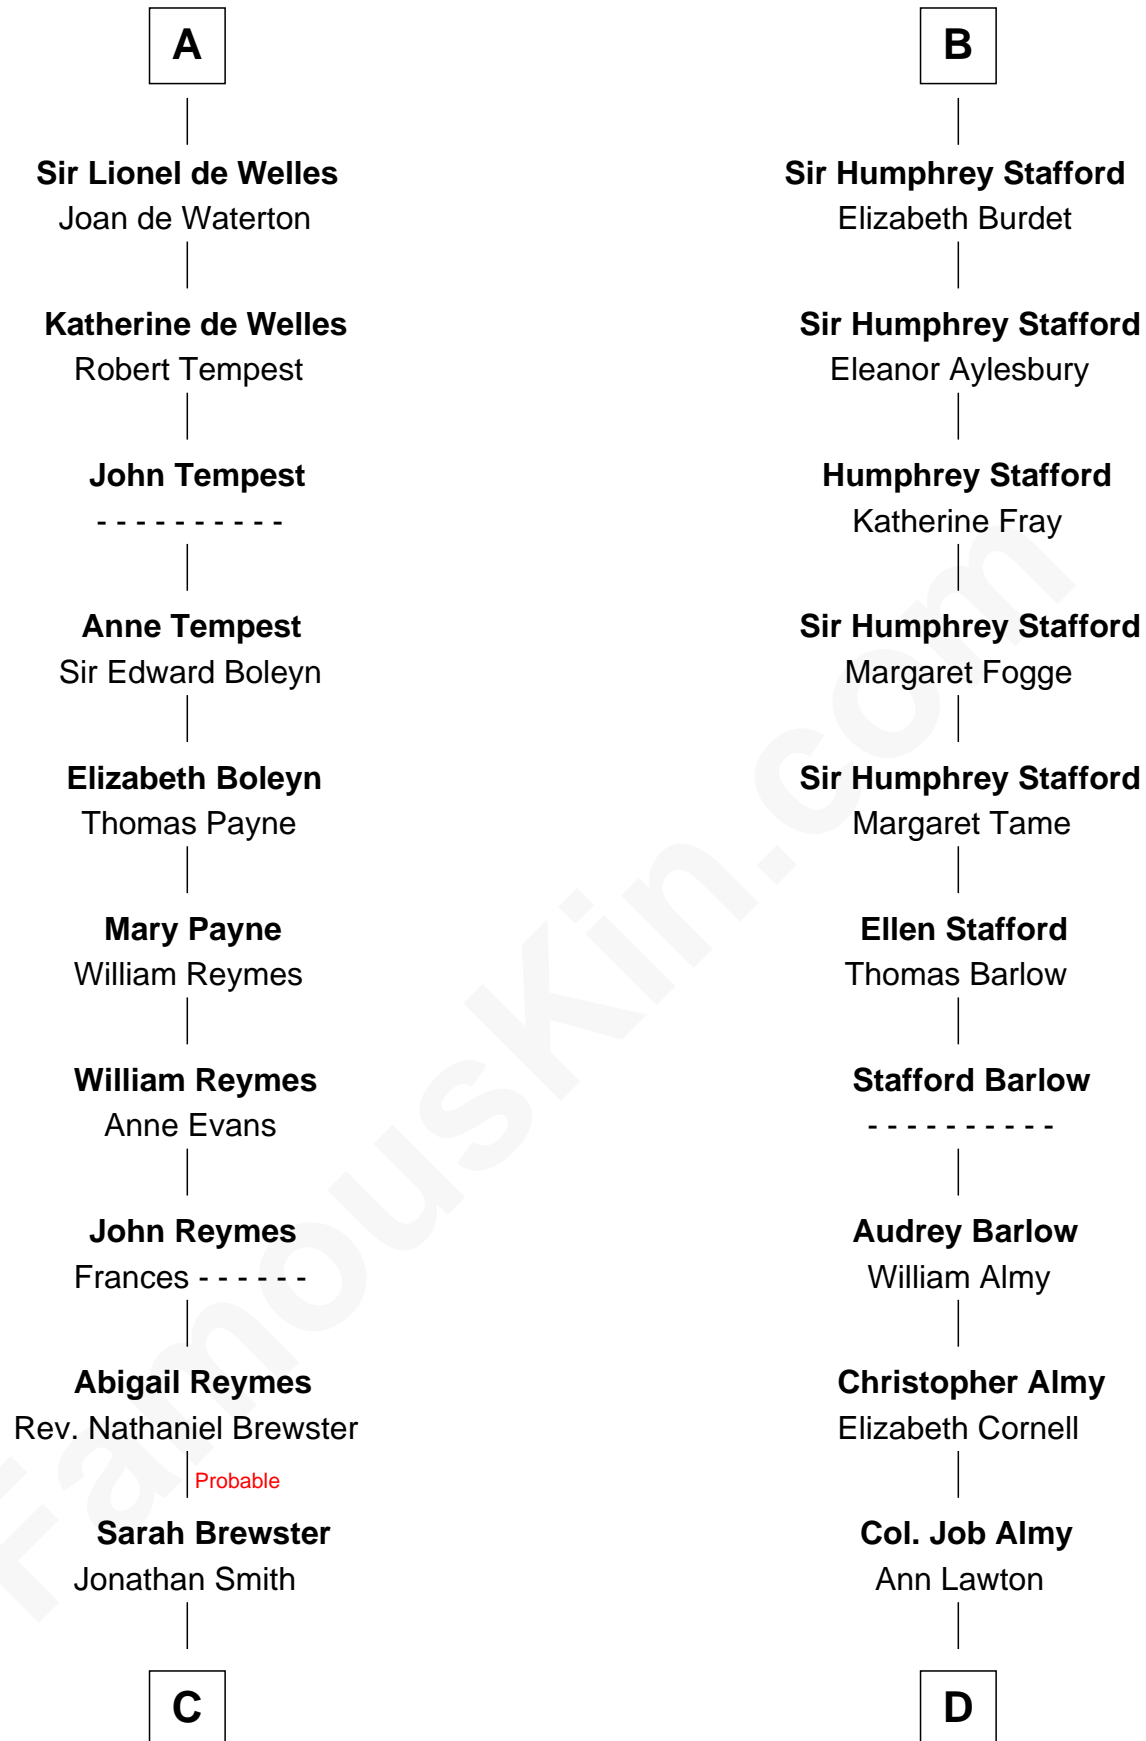 A
Sir Lionel de Welles
Joan de Waterton
Katherine de Welles
Robert Tempest
John Tempest
- - - - - - - - - -
Anne Tempest
Sir Edward Boleyn
Elizabeth Boleyn
Thomas Payne
Mary Payne
William Reymes
William Reymes
Anne Evans
John Reymes
Frances - - - - - -
Abigail Reymes
Rev. Nathaniel Brewster
Probable
Sarah Brewster
Jonathan Smith
C
B
Sir Humphrey Stafford
Elizabeth Burdet
Sir Humphrey Stafford
Eleanor Aylesbury
Humphrey Stafford
Katherine Fray
Sir Humphrey Stafford
Margaret Fogge
Sir Humphrey Stafford
Margaret Tame
Ellen Stafford
Thomas Barlow
Stafford Barlow
- - - - - - - - - -
Audrey Barlow
William Almy
Christopher Almy
Elizabeth Cornell
Col. Job Almy
Ann Lawton
D
FamousKin.com